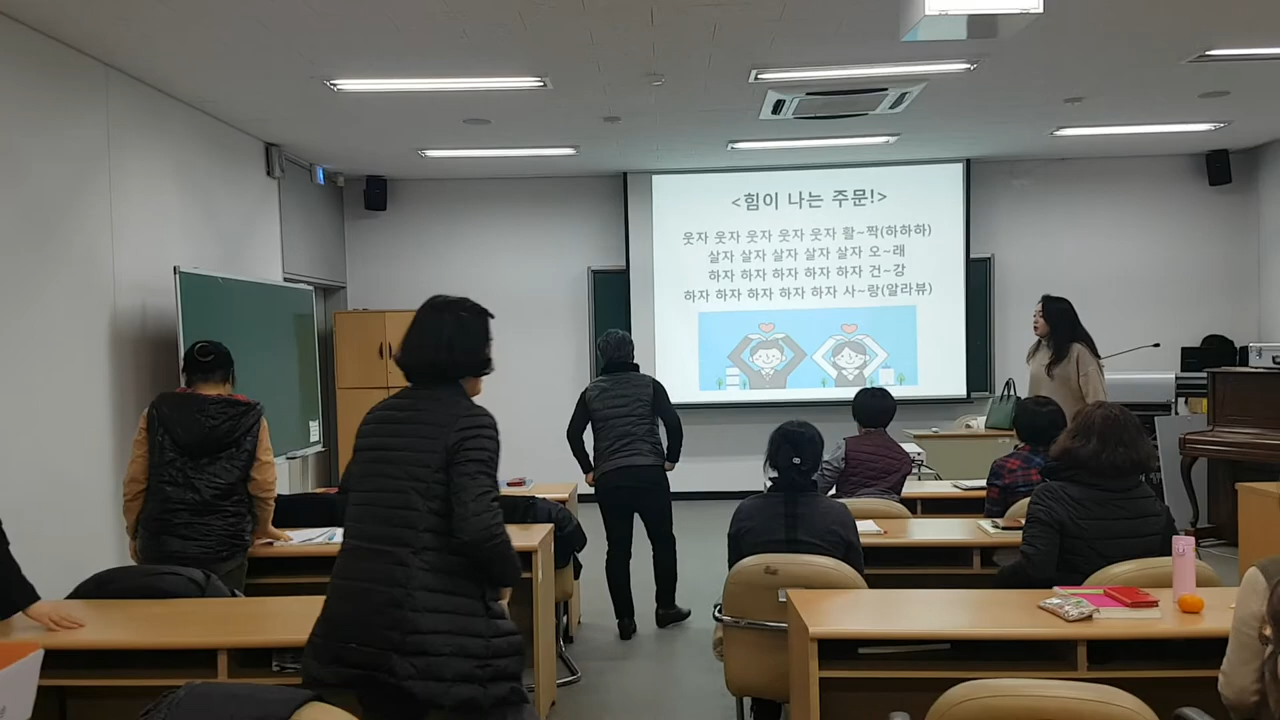 <힘이 나는 주문!>
웃자 웃자 웃자 웃자 웃자 활~짝(하하하)
살자 살자 살자 살자 살자 오~래
하자 하자 하자 하자 하자 건~강
하자 하자 하자 하자 하자 사~랑(알라뷰)